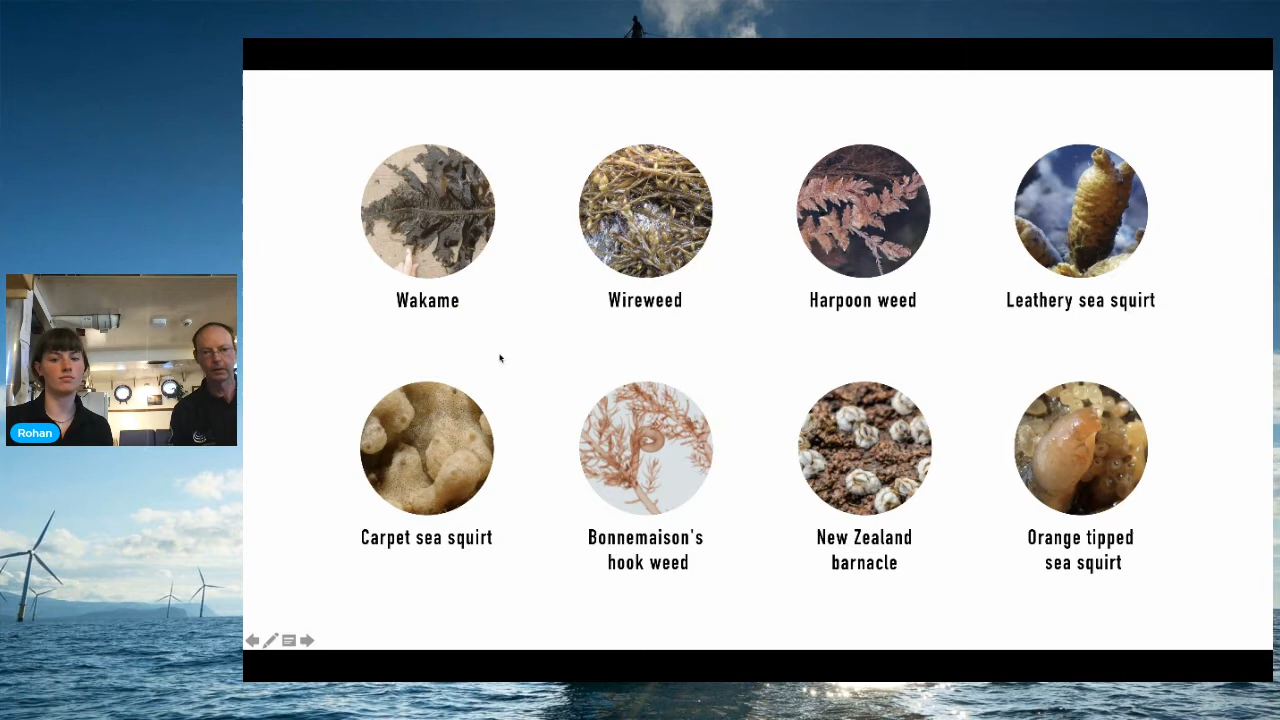 Wakame
Wireweed
Harpoon weed
Leathery sea squirt
Rohan
Carpet sea squirt
Bonnemaison's
hook weed
New Zealand
barnacle
Orange tipped
sea squirt